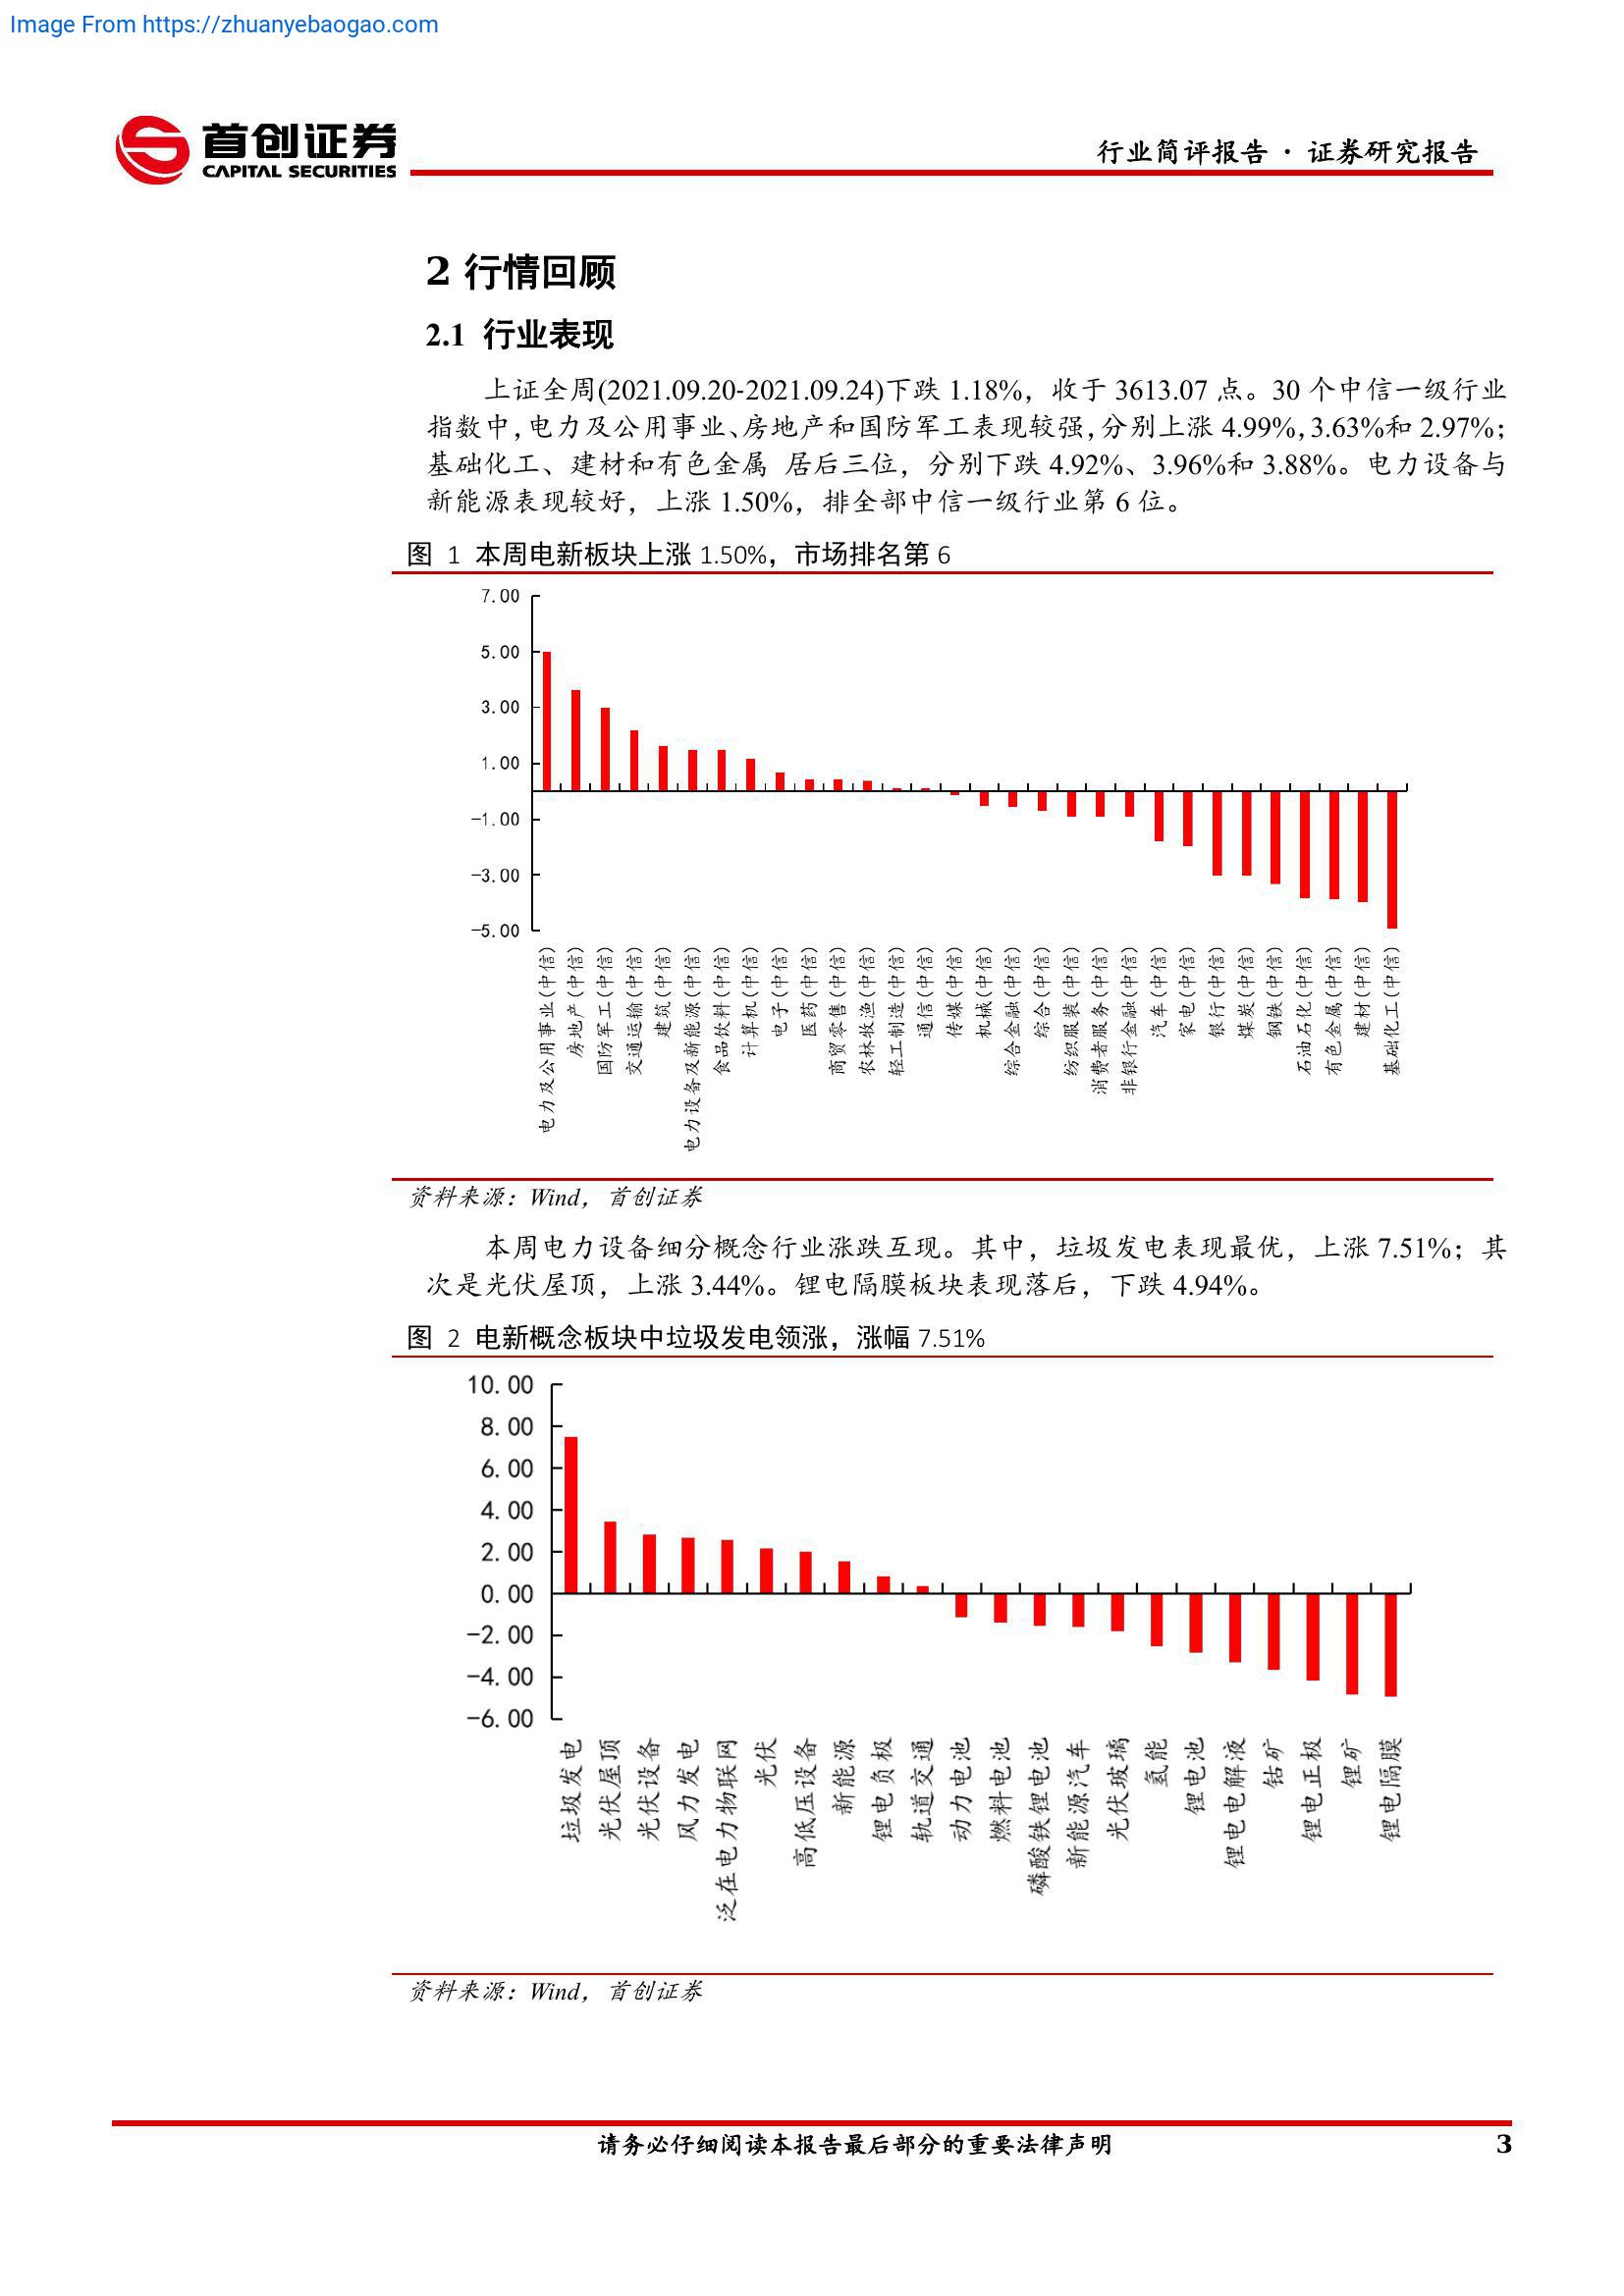 Image From https://zhuanyebaogao.com
首创证券
CAPITAL SECURITIES
行业简评报告 · 证券研究报告
2 行情回顾
2.1 行业表现
上证全周(2021.09.20-2021.09.24)下跌 1.18%，收于 3613.07 点。30 个中信一级行业
指数中，电力及公用事业、房地产和国防军工表现较强，分别上涨 4.99%，3.63%和 2.97%；
基础化工、建材和有色金属 居后三位，分别下跌 4.92%、3.96%和 3.88%。电力设备与
新能源表现较好，上涨 1.50%，排全部中信一级行业第 6 位。
图 1 本周电新板块上涨 1.50%，市场排名第 6
7.00
5.00
3.00
1.00
-1.00
-3.00
-5.00
电力及公用事业(中信)
房地产(中信)
国防军工(中信)
交通运输(中信)
建筑(中信)
电力设备及新能源(中信)
食品饮料(中信)
计算机(中信)
电子(中信)
医药(中信)
商贸零售(中信)
农林牧渔(中信)
轻工制造(中信)
通信(中信)
传媒(中信)
机械(中信)
综合金融(中信)
综合(中信)
纺织服装(中信)
消费者服务(中信)
非银行金融(中信)
汽车(中信)
家电(中信)
银行(中信)
煤炭(中信)
钢铁(中信)
石油石化(中信)
有色金属(中信)
建材(中信)
基础化工(中信)
资料来源：Wind，首创证券
本周电力设备细分概念行业涨跌互现。其中，垃圾发电表现最优，上涨 7.51%；其
次是光伏屋顶，上涨 3.44%。锂电隔膜板块表现落后，下跌 4.94%。
图 2 电新概念板块中垃圾发电领涨，涨幅 7.51%
10.00
8.00
6.00
4.00
2.00
0.00
-2.00
-4.00
-6.00
垃圾发电
光伏屋顶
光伏设备
风力发电
泛在电力物联网
光伏
高低压设备
新能源
锂电负极
轨道交通
动力电池
燃料电池
磷酸铁锂电池
新能源汽车
光伏玻璃
氢能
锂电池
锂电电解液
钴矿
锂电正极
锂矿
锂电隔膜
资料来源：Wind，首创证券
请务必仔细阅读本报告最后部分的重要法律声明
3